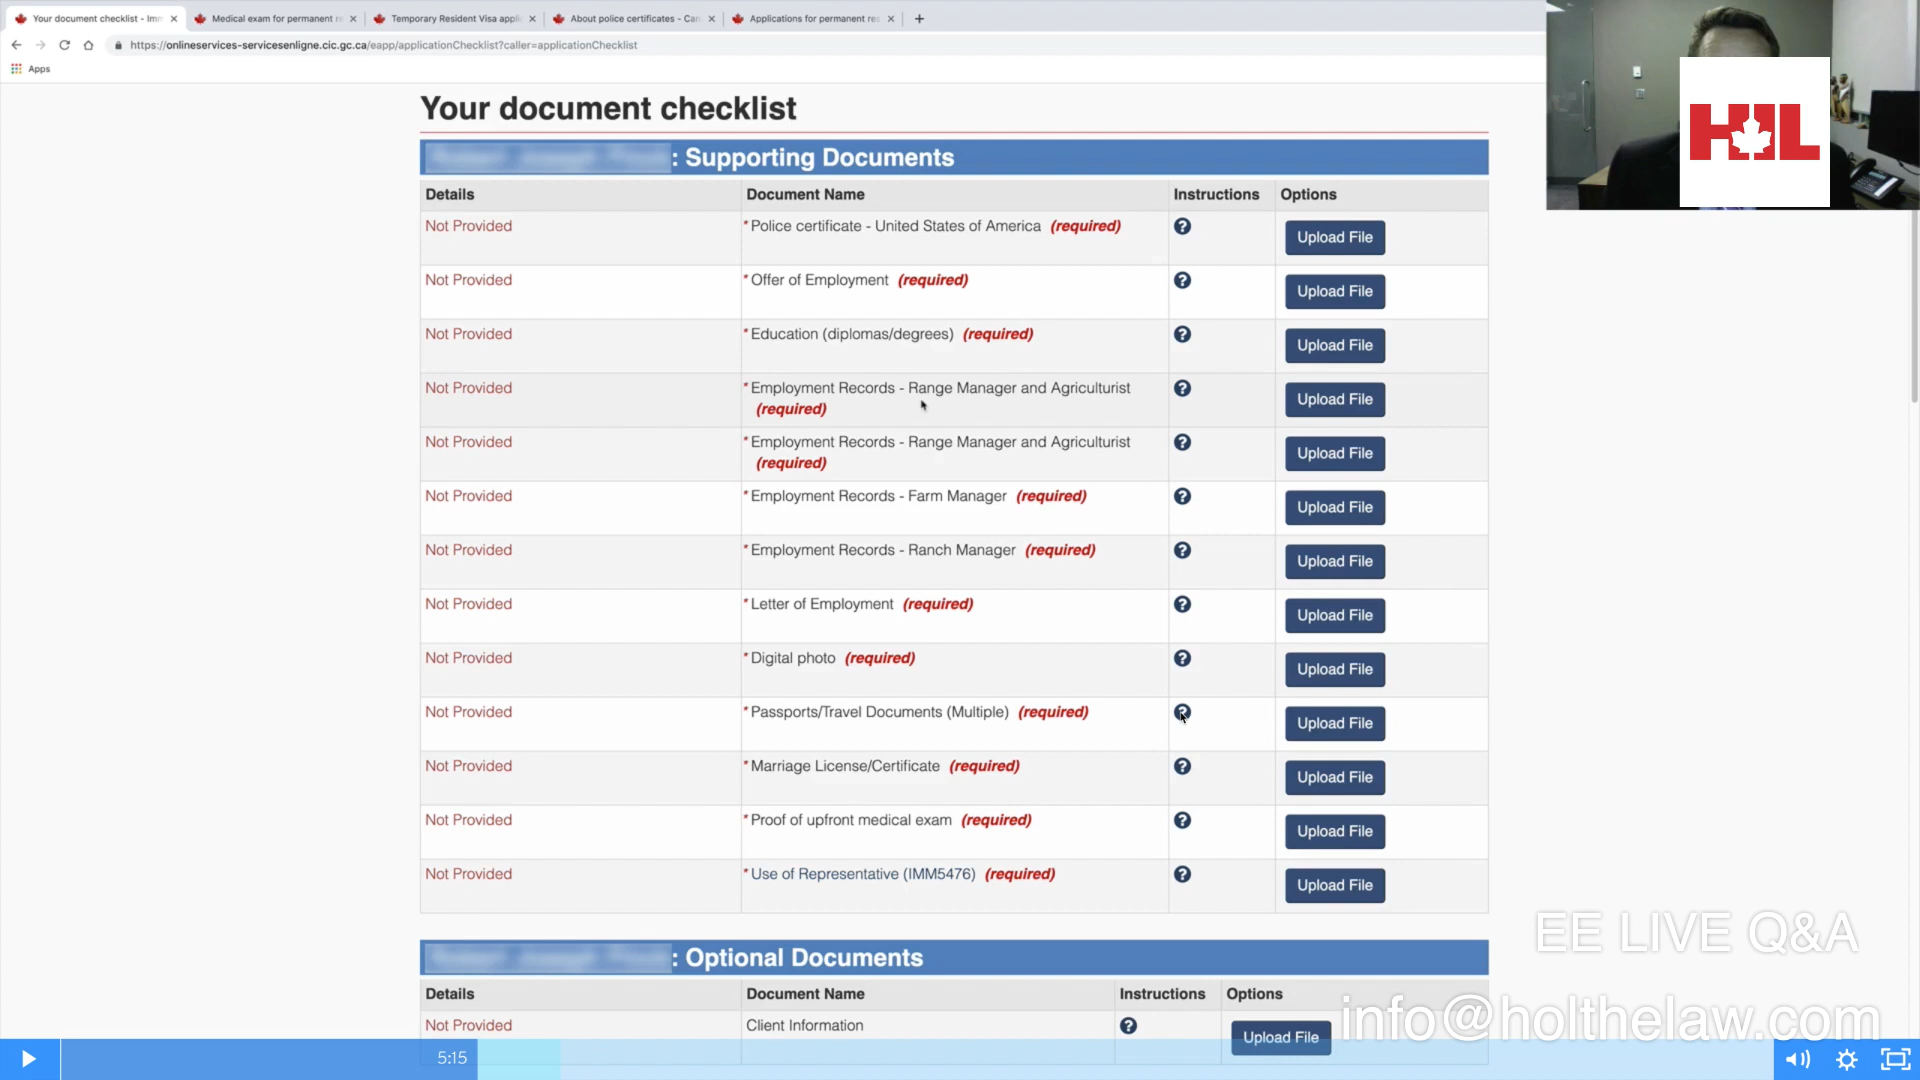 Your document checklist - Imm
Medical exam for permanent re
Temporary Resident Visa appli
About police certificates - Can
Applications for permanent res
https://onlineservices-servicesenligne.cic.gc.ca/eapp/applicationChecklist?caller=applicationChecklist
Apps
HL
Your document checklist
: Supporting Documents
Details Document Name Instructions Options
Not Provided * Police certificate - United States of America (required) ? Upload File
Not Provided * Offer of Employment (required) ? Upload File
Not Provided * Education (diplomas/degrees) (required) ? Upload File
Not Provided * Employment Records - Range Manager and Agriculturist ? Upload File
(required)
Not Provided * Employment Records - Range Manager and Agriculturist ? Upload File
(required)
Not Provided * Employment Records - Farm Manager (required) ? Upload File
Not Provided * Employment Records - Ranch Manager (required) ? Upload File
Not Provided * Letter of Employment (required) ? Upload File
Not Provided * Digital photo (required) ? Upload File
Not Provided * Passports/Travel Documents (Multiple) (required) ? Upload File
Not Provided * Marriage License/Certificate (required) ? Upload File
Not Provided * Proof of upfront medical exam (required) ? Upload File
Not Provided * Use of Representative (IMM5476) (required) ? Upload File
EE LIVE Q&A
: Optional Documents
Details Document Name Instructions Options
Not Provided Client Information ? Upload File
info@holthelaw.com
5:15